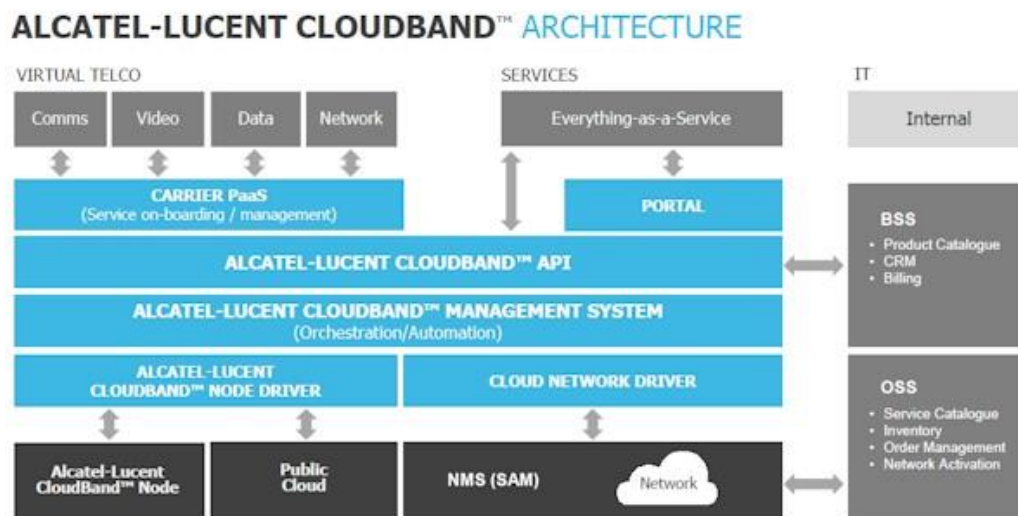 ALCATEL-LUCENT CLOUDBAND™ ARCHITECTURE
VIRTUAL TELCO
SERVICES
IT
Comms
Video
Data
Network
Everything-as-a-Service
Internal
CARRIER PaaS
(Service on-boarding / management)
PORTAL
BSS
• Product Catalogue
• CRM
• Billing
ALCATEL-LUCENT CLOUDBAND™ API
ALCATEL-LUCENT CLOUDBAND™ MANAGEMENT SYSTEM
(Orchestration/Automation)
ALCATEL-LUCENT
CLOUDBAND™ NODE DRIVER
CLOUD NETWORK DRIVER
OSS
• Service Catalogue
• Inventory
• Order Management
• Network Activation
Alcatel-Lucent
CloudBand™ Node
Public
Cloud
NMS (SAM)
Network